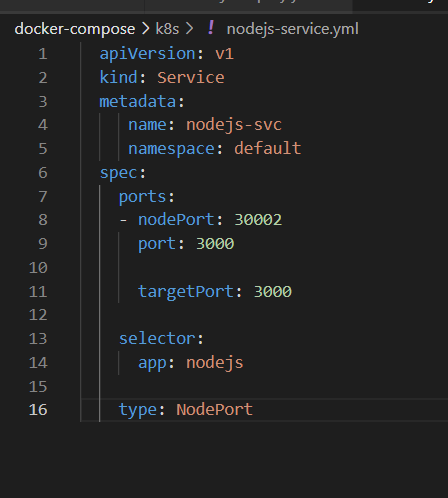 docker-compose > k8s > ! nodejs-service.yml
1 apiVersion: v1
2 kind: Service
3 metadata:
4 name: nodejs-svc
5 namespace: default
6 spec:
7 ports:
8 - nodePort: 30002
9 port: 3000
10
11 targetPort: 3000
12
13 selector:
14 app: nodejs
15
16 type: NodePort